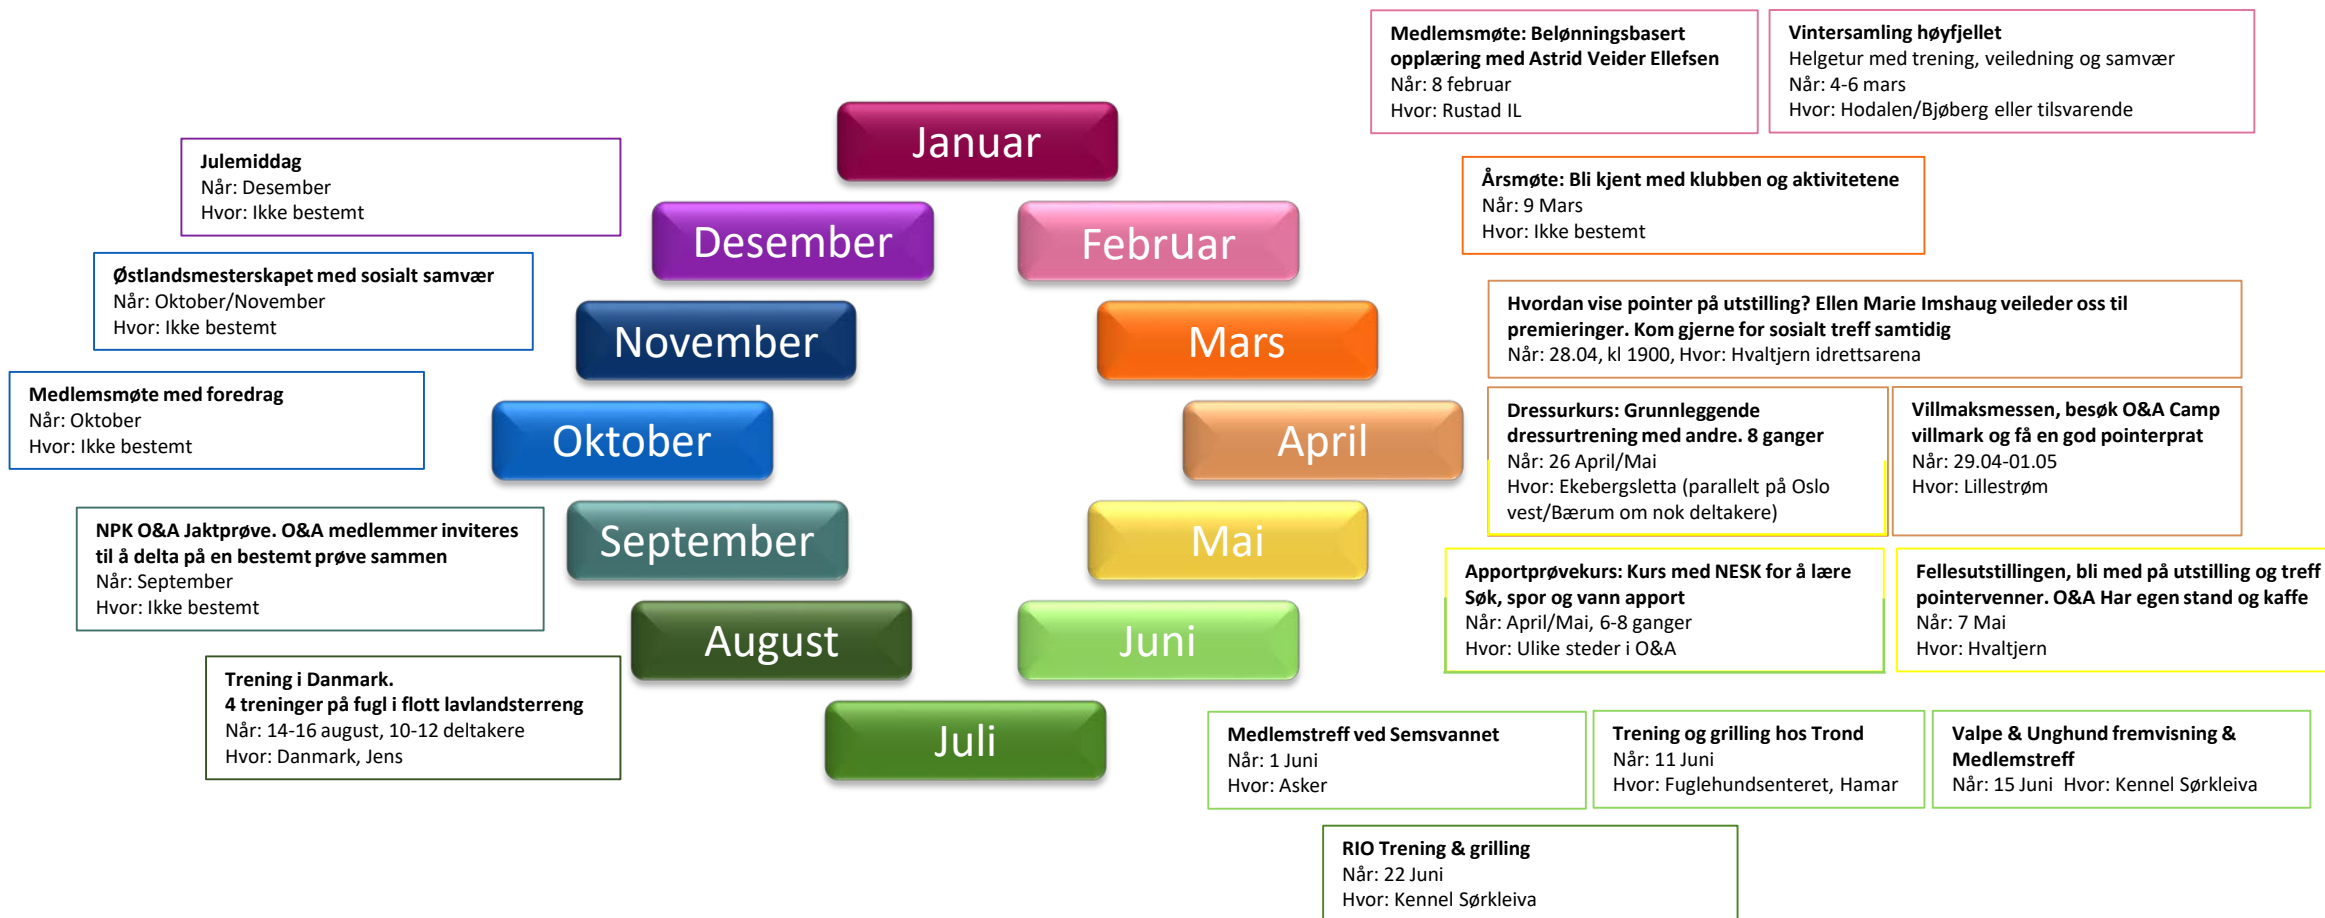 Medlemsmøte: Belønningsbasert
opplæring med Astrid Veider Ellefsen
Når: 8 februar
Hvor: Rustad IL
Vintersamling høyfjellet
Helgetur med trening, veiledning og samvær
Når: 4-6 mars
Hvor: Hodalen/Bjøberg eller tilsvarende
Januar
Julemiddag
Når: Desember
Hvor: Ikke bestemt
Årsmøte: Bli kjent med klubben og aktivitetene
Når: 9 Mars
Hvor: Ikke bestemt
Desember
Februar
Østlandsmesterskapet med sosialt samvær
Når: Oktober/November
Hvor: Ikke bestemt
November
Mars
Hvordan vise pointer på utstilling? Ellen Marie Imshaug veileder oss til
premieringer. Kom gjerne for sosialt treff samtidig
Når: 28.04, kl 1900, Hvor: Hvaltjern idrettsarena
Medlemsmøte med foredrag
Når: Oktober
Hvor: Ikke bestemt
Oktober
April
Dressurkurs: Grunnleggende
dressurtrening med andre. 8 ganger
Når: 26 April/Mai
Hvor: Ekebergsletta (parallelt på Oslo
vest/Bærum om nok deltakere)
Villmaksmessen, besøk O&A Camp
villmark og få en god pointerprat
Når: 29.04-01.05
Hvor: Lillestrøm
NPK O&A Jaktprøve. O&A medlemmer inviteres
til å delta på en bestemt prøve sammen
Når: September
Hvor: Ikke bestemt
September
Mai
Apportprøvekurs: Kurs med NESK for å lære
Søk, spor og vann apport
Når: April/Mai, 6-8 ganger
Hvor: Ulike steder i O&A
Fellesutstillingen, bli med på utstilling og treff
pointervenner. O&A Har egen stand og kaffe
Når: 7 Mai
Hvor: Hvaltjern
August
Juni
Trening i Danmark.
4 treninger på fugl i flott lavlandsterreng
Når: 14-16 august, 10-12 deltakere
Hvor: Danmark, Jens
Juli
Medlemstreff ved Semsvannet
Når: 1 Juni
Hvor: Asker
Trening og grilling hos Trond
Når: 11 Juni
Hvor: Fuglehundsenteret, Hamar
Valpe & Unghund fremvisning &
Medlemstreff
Når: 15 Juni  Hvor: Kennel Sørkleiva
RIO Trening & grilling
Når: 22 Juni
Hvor: Kennel Sørkleiva